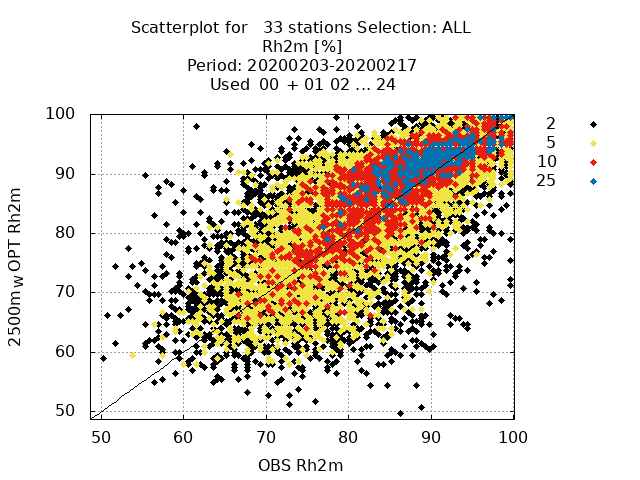 Scatterplot for 33 stations Selection: ALL
Rh2m [%]
Period: 20200203-20200217
Used 00 + 01 02 ... 24
2
5
10
25
100
90
80
70
60
50
50 60 70 80 90 100
OBS Rh2m
2500m_W OPT Rh2m